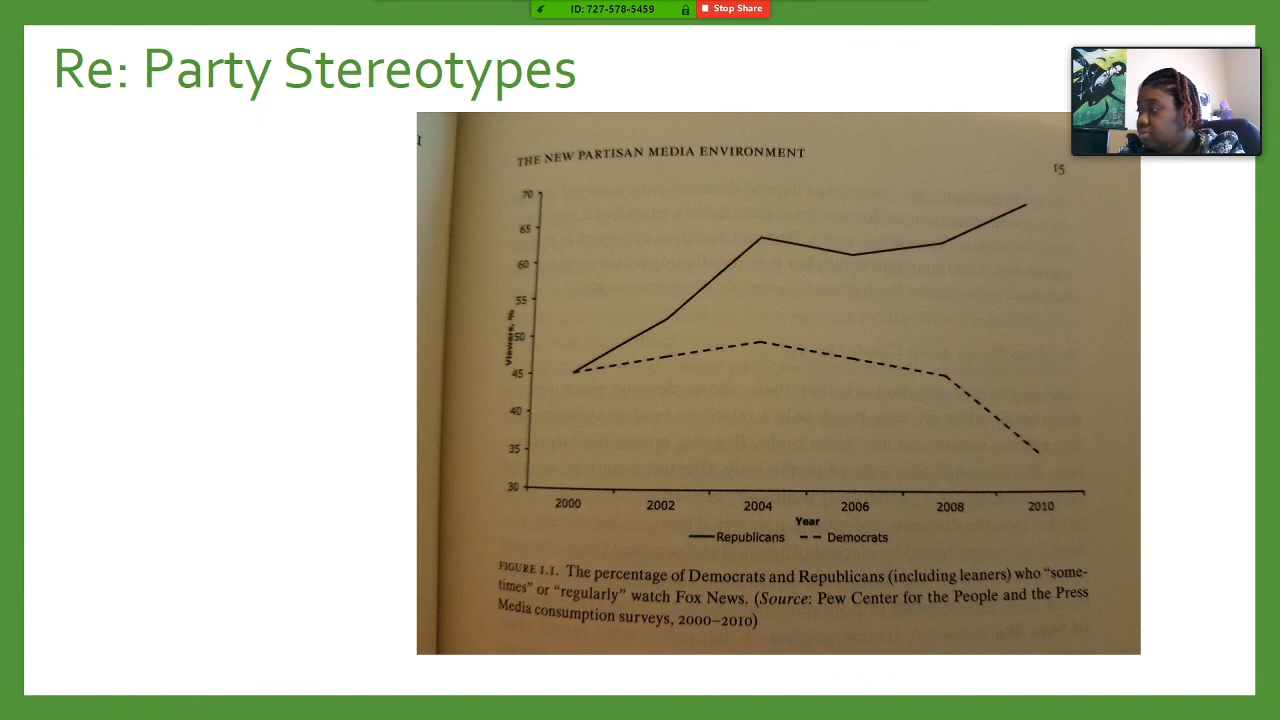 ID: 727-578-5459
Stop Share
Re: Party Stereotypes
THE NEW PARTISAN MEDIA ENVIRONMENT
15
70
65
60
55
50
45
40
35
30
Viewers, %
2000 2002 2004 2006 2008 2010
Year
Republicans Democrats
FIGURE 1.1. The percentage of Democrats and Republicans (including leaners) who “some-
times” or “regularly” watch Fox News. (Source: Pew Center for the People and the Press
Media consumption surveys, 2000–2010)